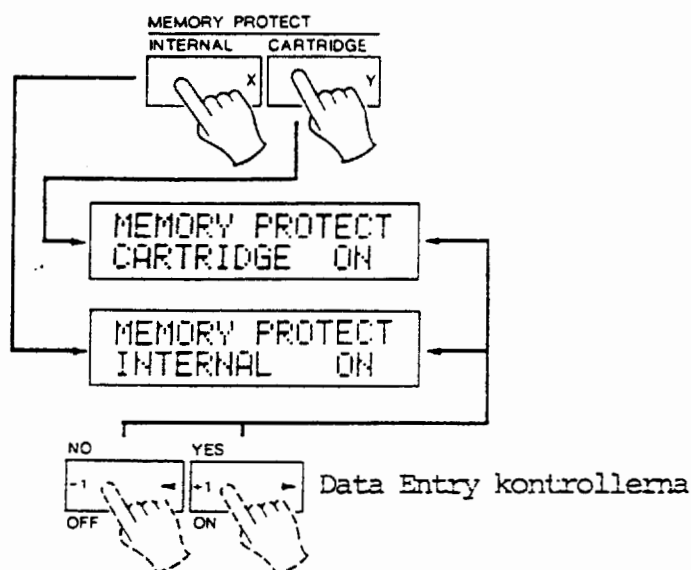 MEMORY PROTECT
INTERNAL CARTRIDGE
X Y
MEMORY PROTECT
CARTRIDGE ON
MEMORY PROTECT
INTERNAL ON
NO YES
-1 +1
Data Entry kontrollerna
OFF ON